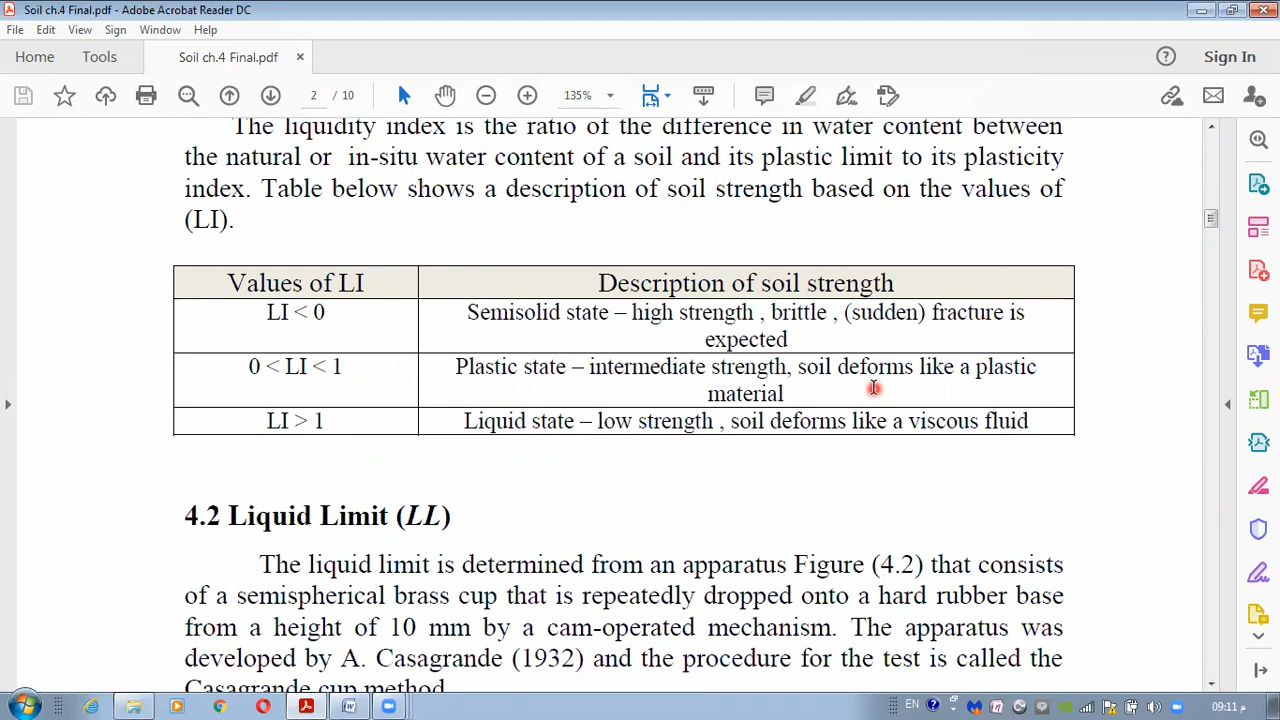 Soil ch.4 Final.pdf - Adobe Acrobat Reader DC
File Edit View Sign Window Help
Home Tools Soil ch.4 Final.pdf × Sign In
2 / 10 135%
The liquidity index is the ratio of the difference in water content between
the natural or in-situ water content of a soil and its plastic limit to its plasticity
index. Table below shows a description of soil strength based on the values of
(LI).
Values of LI Description of soil strength
LI < 0 Semisolid state – high strength , brittle , (sudden) fracture is
expected
0 < LI < 1 Plastic state – intermediate strength, soil deforms like a plastic
material
LI > 1 Liquid state – low strength , soil deforms like a viscous fluid
4.2 Liquid Limit (LL)
The liquid limit is determined from an apparatus Figure (4.2) that consists
of a semispherical brass cup that is repeatedly dropped onto a hard rubber base
from a height of 10 mm by a cam-operated mechanism. The apparatus was
developed by A. Casagrande (1932) and the procedure for the test is called the
Casagrande cup method.
EN 09:11 م